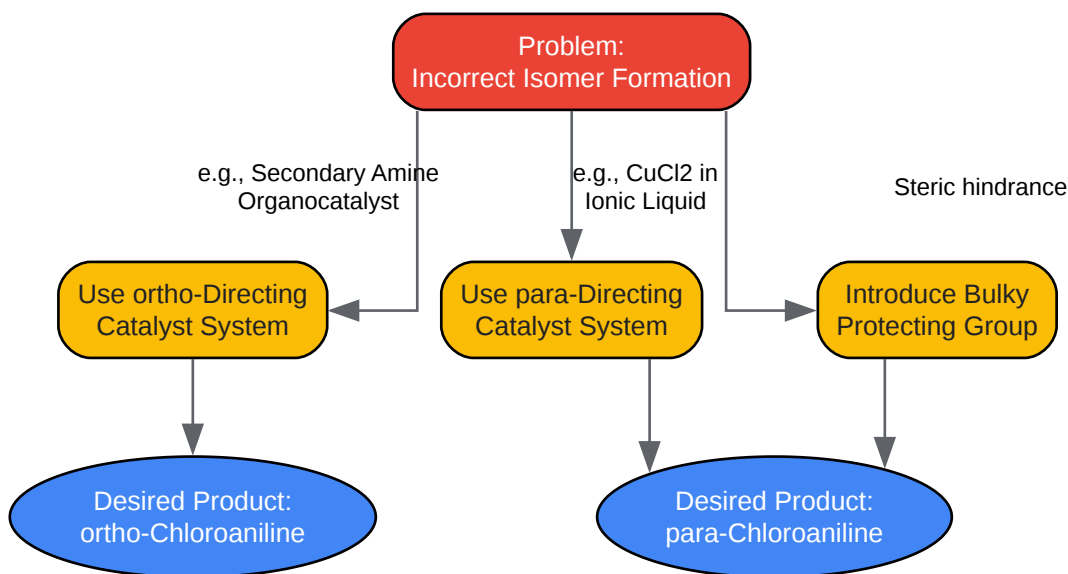 Problem:
Incorrect Isomer Formation
e.g., Secondary Amine
Organocatalyst
e.g., CuCl2 in
Ionic Liquid
Steric hindrance
Use ortho-Directing
Catalyst System
Use para-Directing
Catalyst System
Introduce Bulky
Protecting Group
Desired Product:
ortho-Chloroaniline
Desired Product:
para-Chloroaniline